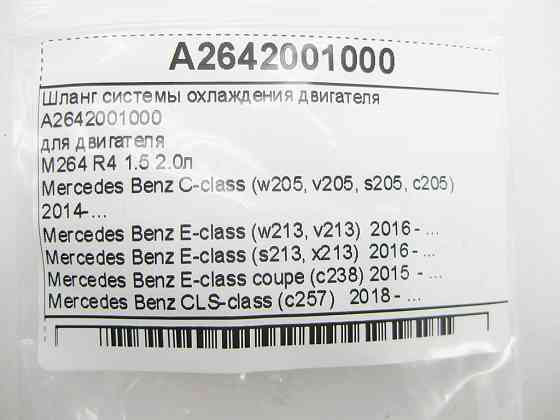 A2642001000
Шланг системы охлаждения двигателя
A2642001000
для двигателя
M264 R4 1.5 2.0л
Mercedes Benz C-class (w205, v205, s205, c205)
2014-...
Mercedes Benz E-class (w213, v213) 2016 - ...
Mercedes Benz E-class (s213, x213) 2016 - ...
Mercedes Benz E-class coupe (c238) 2015 - ...
Mercedes Benz CLS-class (c257) 2018 - ...